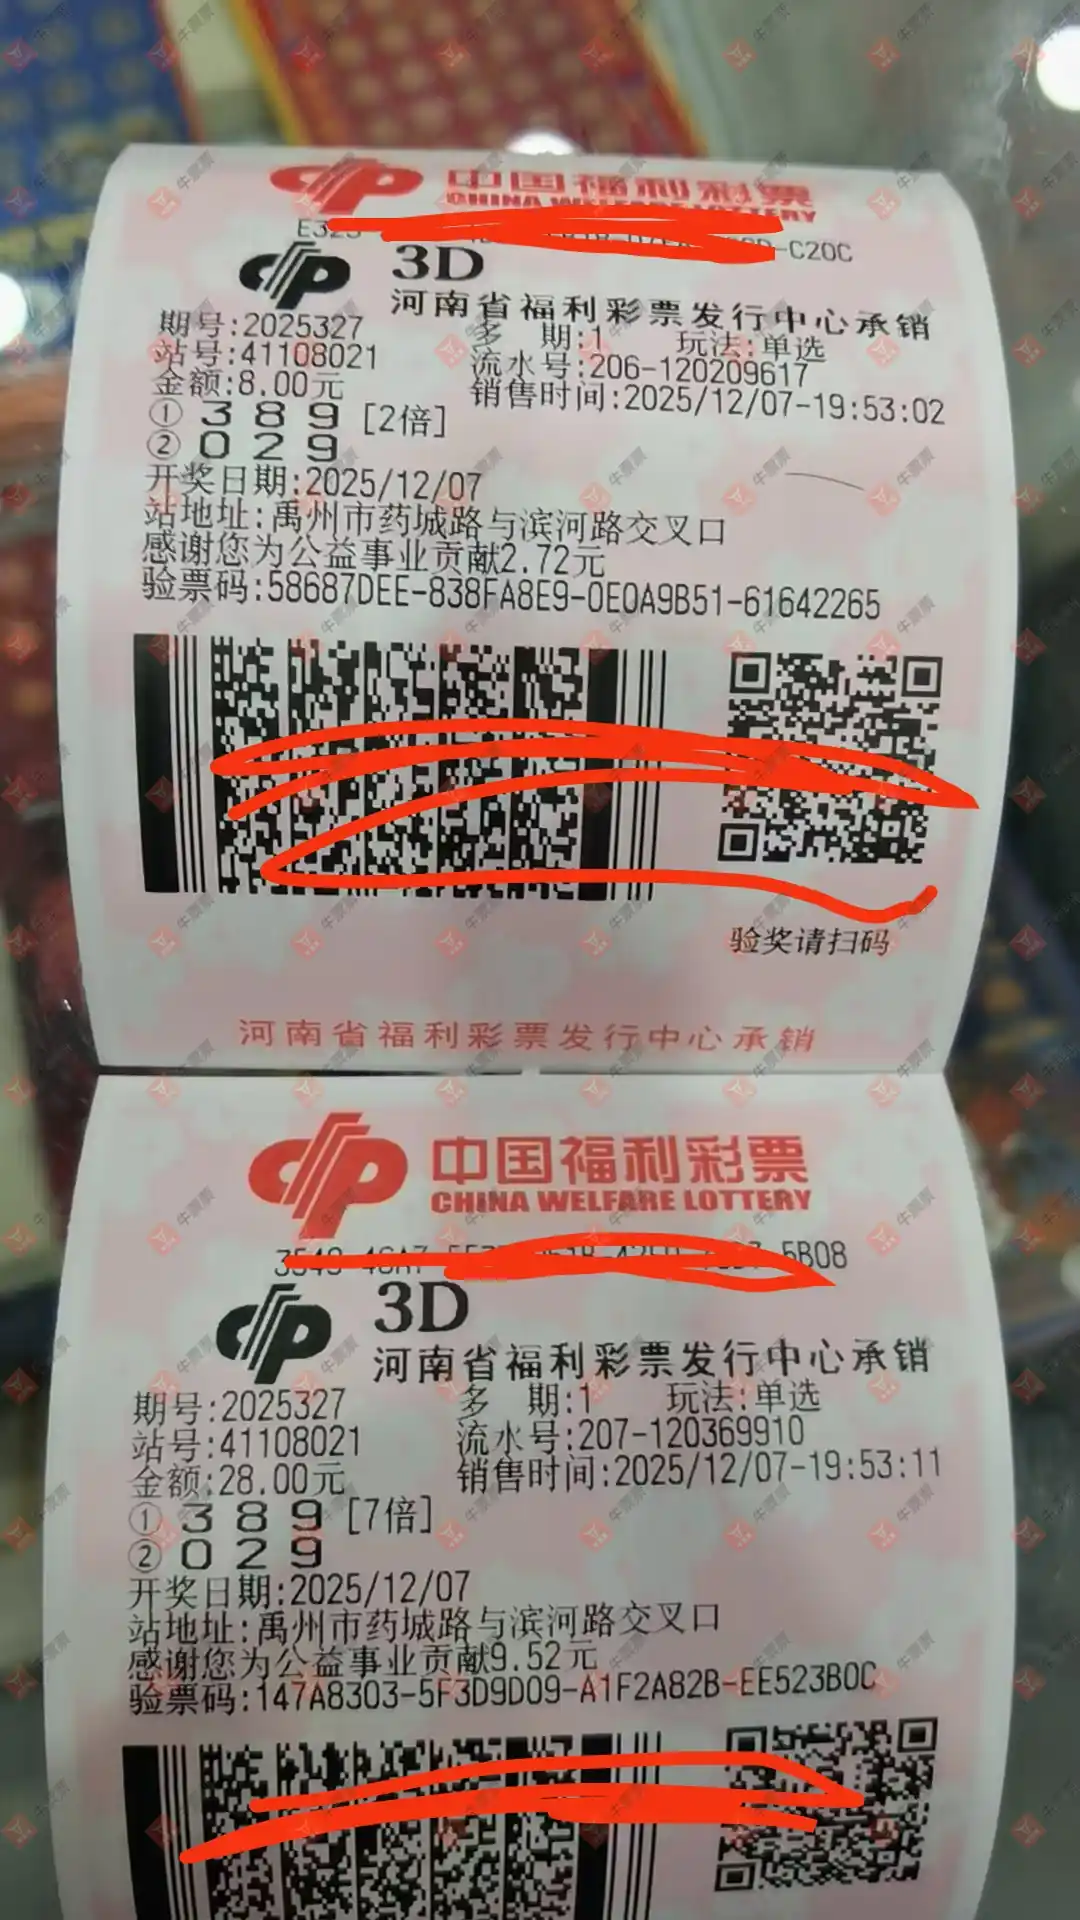 中国福利彩票
CHINA WELFARE LOTTERY
-C20C
3D
河南省福利彩票发行中心承销
期号:2025327 多 期:1 玩法:单选
站号:41108021 流水号:206-120209617
金额:8.00元 销售时间:2025/12/07-19:53:02
① 3 8 9 [2倍]
② 0 2 9
开奖日期:2025/12/07
站地址:禹州市药城路与滨河路交叉口
感谢您为公益事业贡献2.72元
验票码:58687DEE-838FA8E9-0E0A9B51-61642265
验奖请扫码
河南省福利彩票发行中心承销
中国福利彩票
CHINA WELFARE LOTTERY
5B08
3D
河南省福利彩票发行中心承销
期号:2025327 多 期:1 玩法:单选
站号:41108021 流水号:207-120369910
金额:28.00元 销售时间:2025/12/07-19:53:11
① 3 8 9 [7倍]
② 0 2 9
开奖日期:2025/12/07
站地址:禹州市药城路与滨河路交叉口
感谢您为公益事业贡献9.52元
验票码:147A8303-5F3D9D09-A1F2A82B-EE523B0C
牛票票